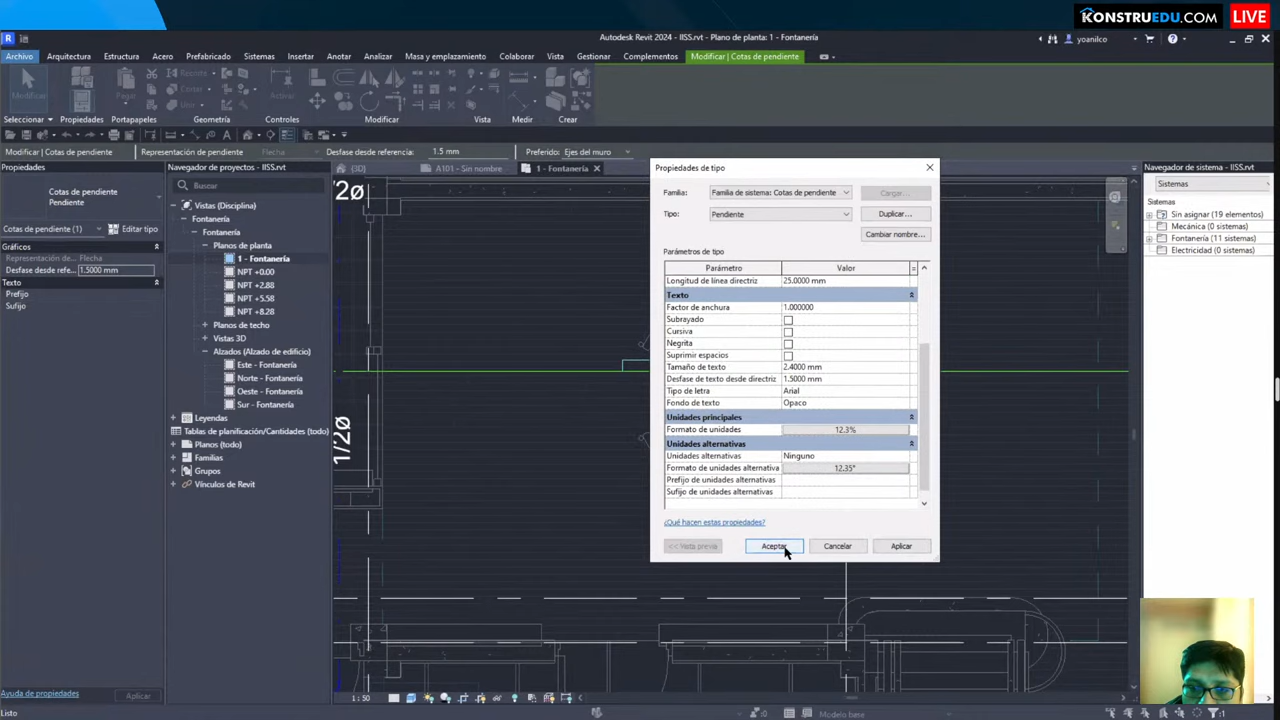 KONSTRUEDU.COM LIVE
Autodesk Revit 2024 - IISS.rvt - Plano de planta: 1 - Fontanería
yoanilco
Archivo Arquitectura Estructura Acero Prefabricado Sistemas Insertar Anotar Analizar Masa y emplazamiento Colaborar Vista Gestionar Complementos Modificar | Cotas de pendiente
Modificar Propiedades Pegar Recorte Cortar Activar
Seleccionar Propiedades Portapapeles Geometría Controles Modificar Vista Medir Crear
Modificar | Cotas de pendiente Representación de pendiente: Flecha Desfase desde referencia: 1.5 mm Preferido: Ejes del muro
Propiedades
Cotas de pendiente
Pendiente
Cotas de pendiente (1) Editar tipo
Gráficos
Representación de... Flecha
Desfase desde refe... 1.5000 mm
Texto
Prefijo
Sufijo
Ayuda de propiedades Aplicar
Listo
Navegador de proyectos - IISS.rvt
Buscar
Vistas (Disciplina)
Fontanería
Fontanería
Planos de planta
1 - Fontanería
NPT +0.00
NPT +2.88
NPT +5.58
NPT +8.28
Planos de techo
Vistas 3D
Alzados (Alzado de edificio)
Este - Fontanería
Norte - Fontanería
Oeste - Fontanería
Sur - Fontanería
Leyendas
Tablas de planificación/Cantidades (todo)
Planos (todo)
Familias
Grupos
Vínculos de Revit
{3D} A101 - Sin nombre 1 - Fontanería
/2ø
1/2ø
Propiedades de tipo
Familia: Familia de sistema: Cotas de pendiente Cargar...
Tipo: Pendiente Duplicar...
Cambiar nombre...
Parámetros de tipo
Parámetro Valor =
Longitud de línea directriz 25.0000 mm
Texto
Factor de anchura 1.000000
Subrayado
Cursiva
Negrita
Suprimir espacios
Tamaño de texto 2.4000 mm
Desfase de texto desde directriz 1.5000 mm
Tipo de letra Arial
Fondo de texto Opaco
Unidades principales
Formato de unidades 12.3%
Unidades alternativas
Unidades alternativas Ninguno
Formato de unidades alternativa 12.35°
Prefijo de unidades alternativas
Sufijo de unidades alternativas
¿Qué hacen estas propiedades?
<< Vista previa Aceptar Cancelar Aplicar
Navegador de sistema - IISS.rvt
Sistemas
Sistemas
Sin asignar (19 elementos)
Mecánica (0 sistemas)
Fontanería (11 sistemas)
Electricidad (0 sistemas)
1 : 50
:0 Modelo base :1